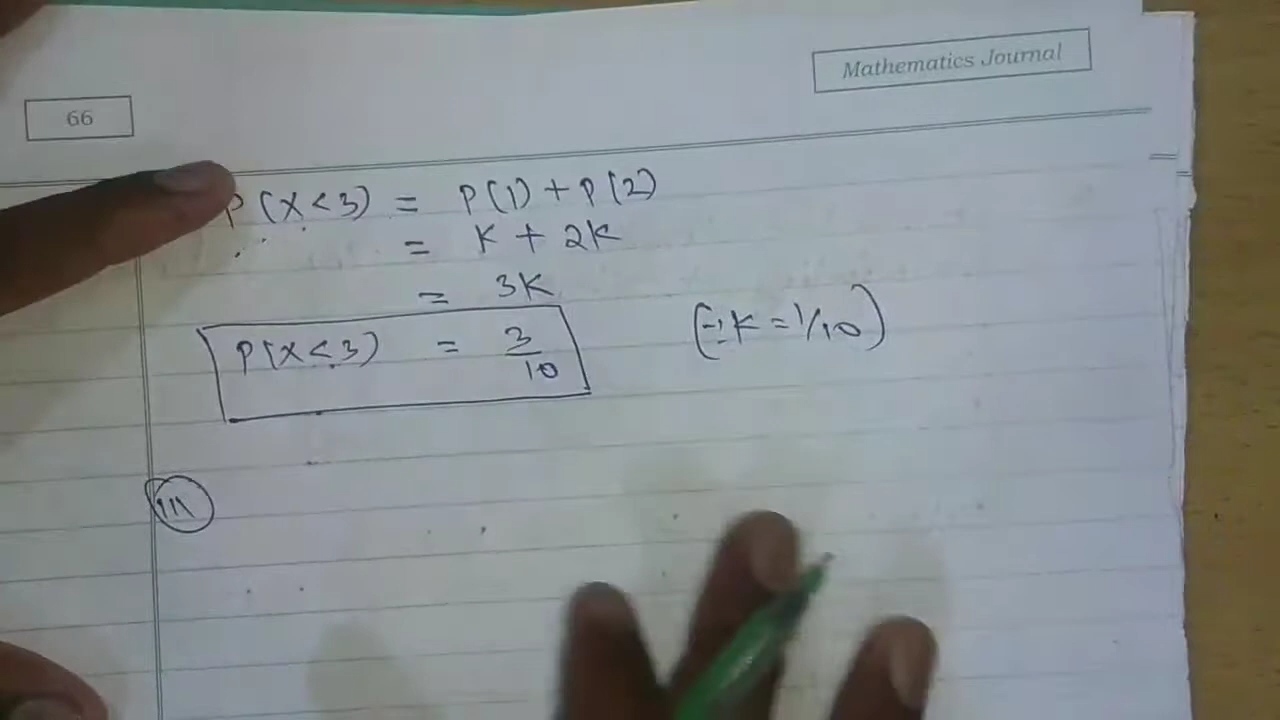 Mathematics Journal
66
P(X<3) = P(1) + P(2)
= K + 2K
= 3K
P(X<3) = 3/10 (∵ K = 1/10)
III